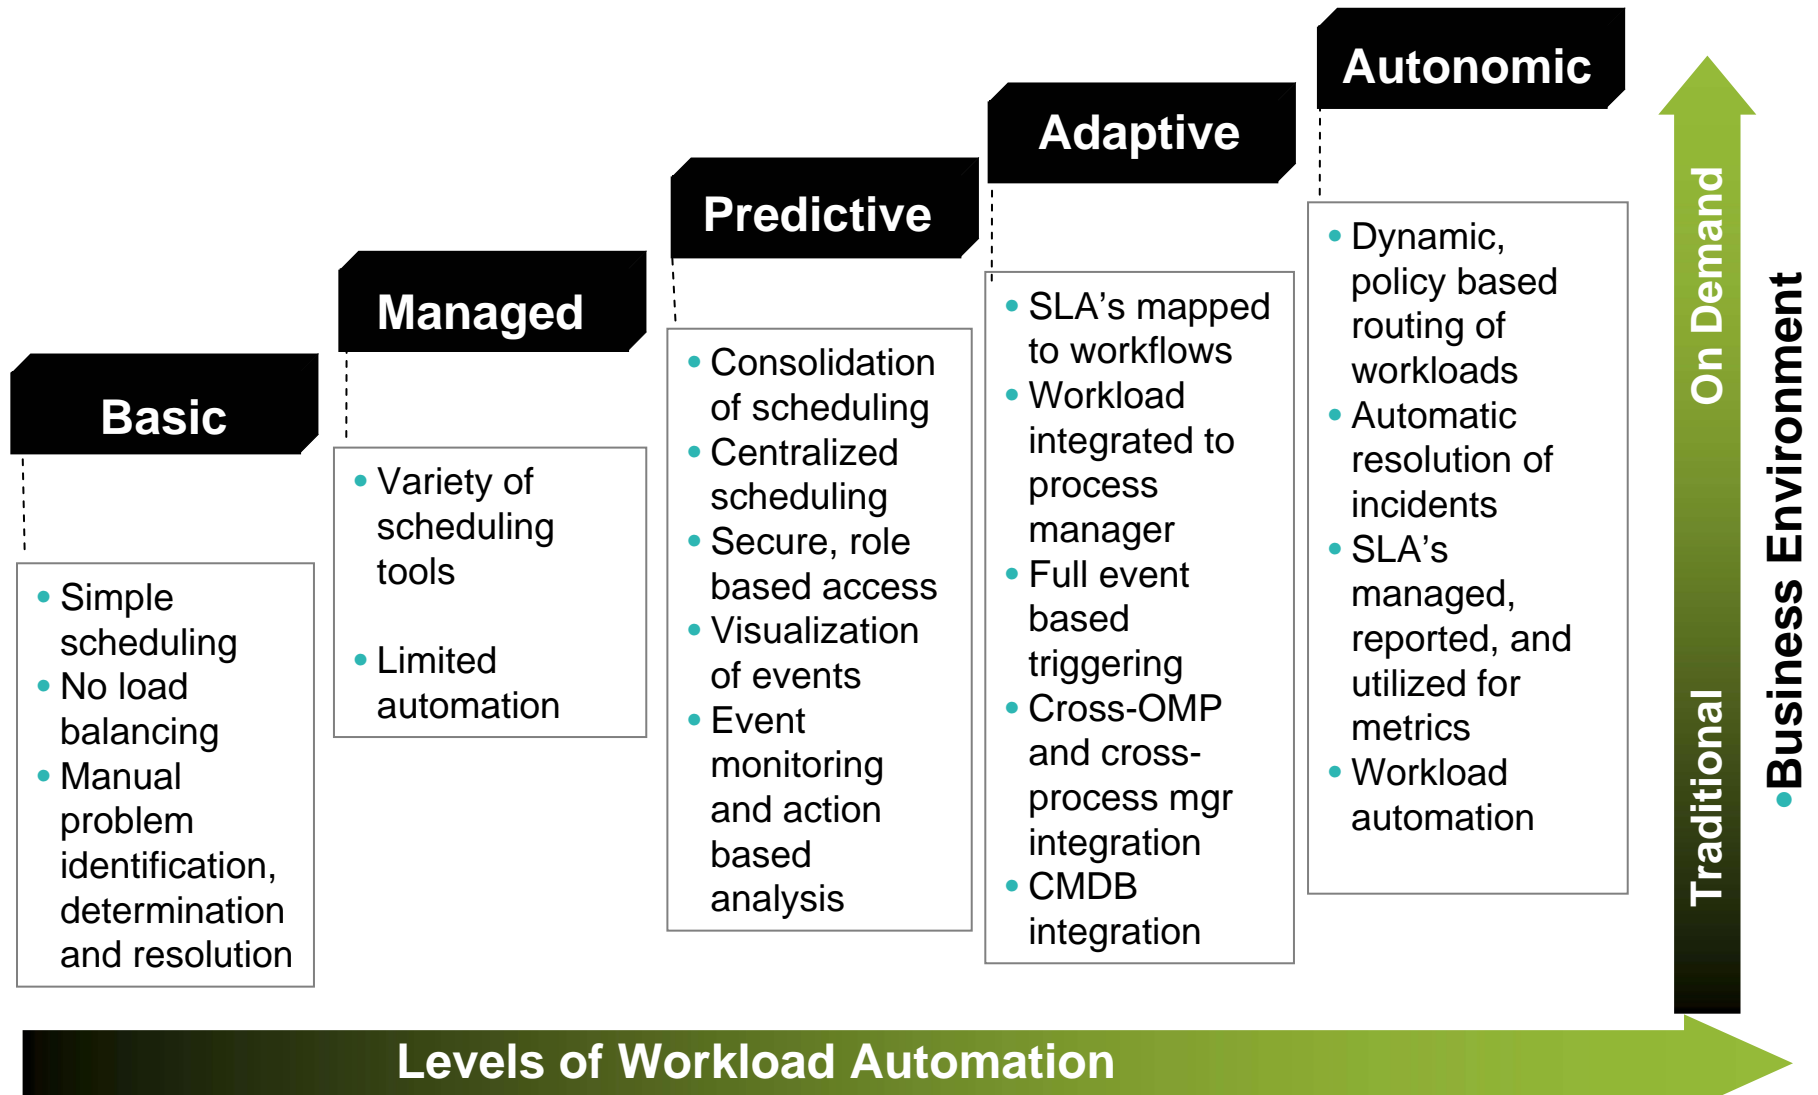 Autonomic
Adaptive
Predictive
Managed
Basic
• Simple
scheduling
• No load
balancing
• Manual
problem
identification,
determination
and resolution
• Variety of
scheduling
tools
• Limited
automation
• Consolidation
of scheduling
• Centralized
scheduling
• Secure, role
based access
• Visualization
of events
• Event
monitoring
and action
based
analysis
• SLA’s mapped
to workflows
• Workload
integrated to
process
manager
• Full event
based
triggering
• Cross-OMP
and cross-
process mgr
integration
• CMDB
integration
• Dynamic,
policy based
routing of
workloads
• Automatic
resolution of
incidents
• SLA’s
managed,
reported, and
utilized for
metrics
• Workload
automation
Traditional
On Demand
•Business Environment
Levels of Workload Automation